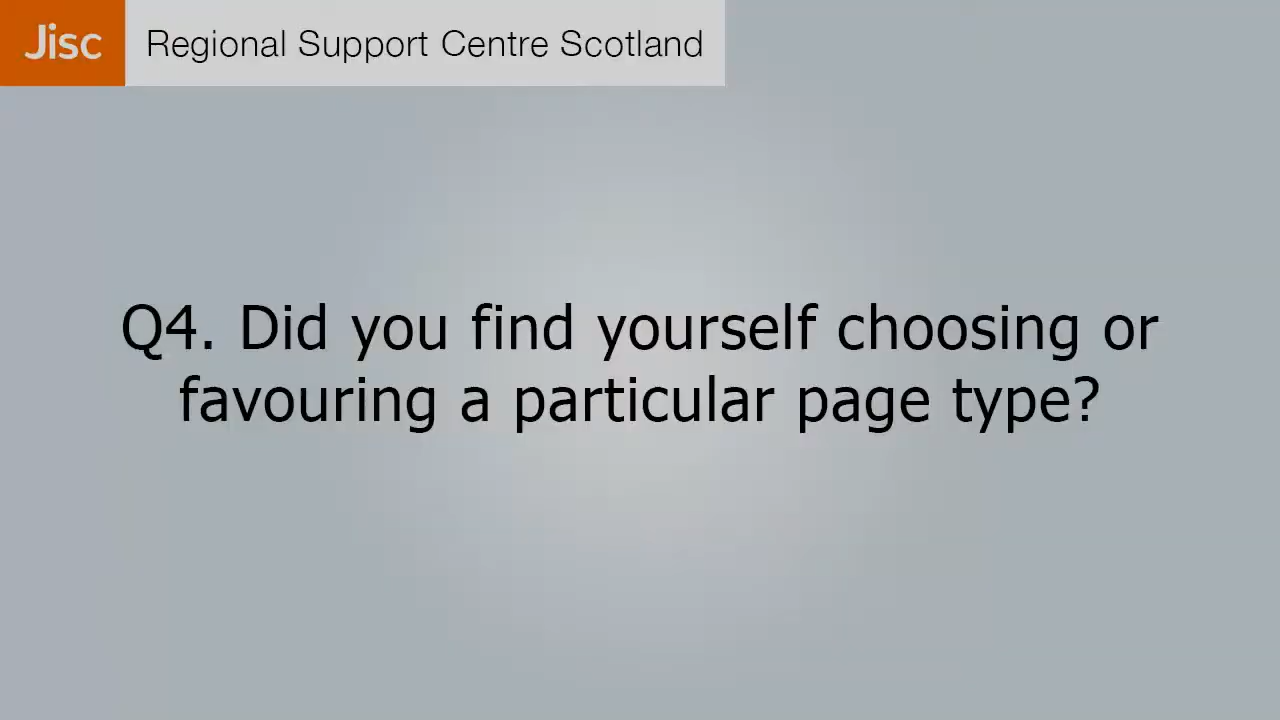 Jisc Regional Support Centre Scotland
Q4. Did you find yourself choosing or
favouring a particular page type?